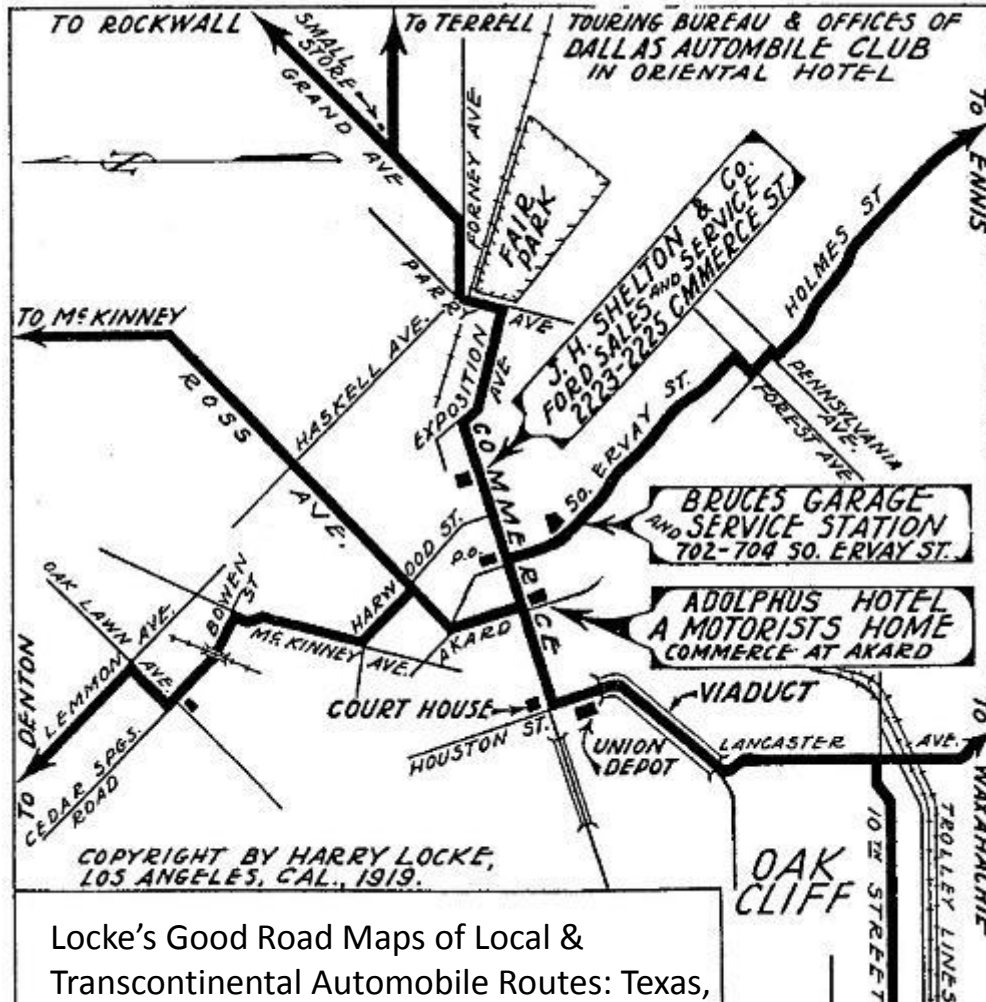 TO ROCKWALL
SMALL
STORE
TO TERRELL
TOURING BUREAU & OFFICES OF
DALLAS AUTOMBILE CLUB
IN ORIENTAL HOTEL
GRAND
AVE
FORNEY AVE
TO
ENNIS
N
FAIR
PARK
PARRY
AVE
J. H. SHELTON & Co.
FORD SALES AND SERVICE
2223-2225 CMMERCE ST.
HOLMES ST
TO McKINNEY
ROSS
AVE.
HASKELL AVE.
EXPOSITION
AVE
COMMERCE
SO. ERVAY ST.
PENNSYLVANIA
AVE.
FOREST AVE
BRUCES GARAGE
AND SERVICE STATION
702-704 SO. ERVAY ST.
P.O.
HARWOOD ST.
OAK LAWN
AVE.
BOWEN
ST
McKINNEY AVE.
AKARD
ADOLPHUS HOTEL
A MOTORISTS HOME
COMMERCE AT AKARD
LEMMON AVE.
TO DENTON
CEDAR SPGS.
ROAD
COURT HOUSE
HOUSTON ST.
UNION
DEPOT
VIADUCT
LANCASTER AVE.
TO
WAXAHACHIE
10TH STREET
TROLLEY LINES
OAK
CLIFF
COPYRIGHT BY HARRY LOCKE,
LOS ANGELES, CAL., 1919.
Locke's Good Road Maps of Local &
Transcontinental Automobile Routes: Texas,